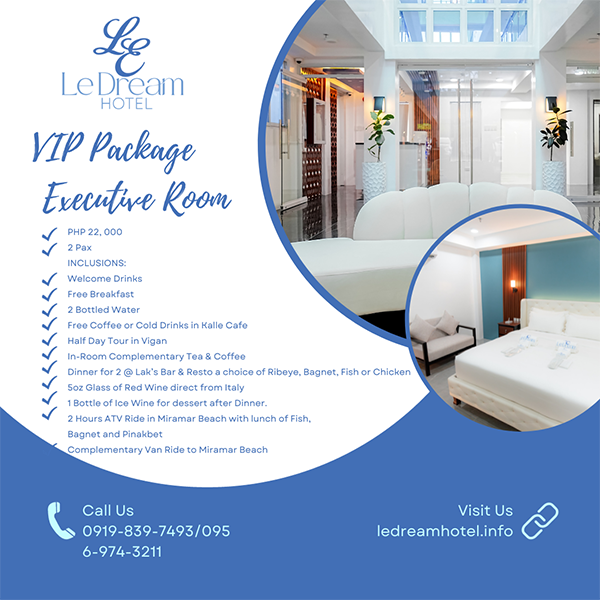 LE
Le Dream
HOTEL
VIP Package
Executive Room
PHP 22, 000
2 Pax
INCLUSIONS:
Welcome Drinks
Free Breakfast
2 Bottled Water
Free Coffee or Cold Drinks in Kalle Cafe
Half Day Tour in Vigan
In-Room Complementary Tea & Coffee
Dinner for 2 @ Lak's Bar & Resto a choice of Ribeye, Bagnet, Fish or Chicken
5oz Glass of Red Wine direct from Italy
1 Bottle of Ice Wine for dessert after Dinner.
2 Hours ATV Ride in Miramar Beach with lunch of Fish,
Bagnet and Pinakbet
Complementary Van Ride to Miramar Beach
Call Us
0919-839-7493/095
6-974-3211
Visit Us
ledreamhotel.info